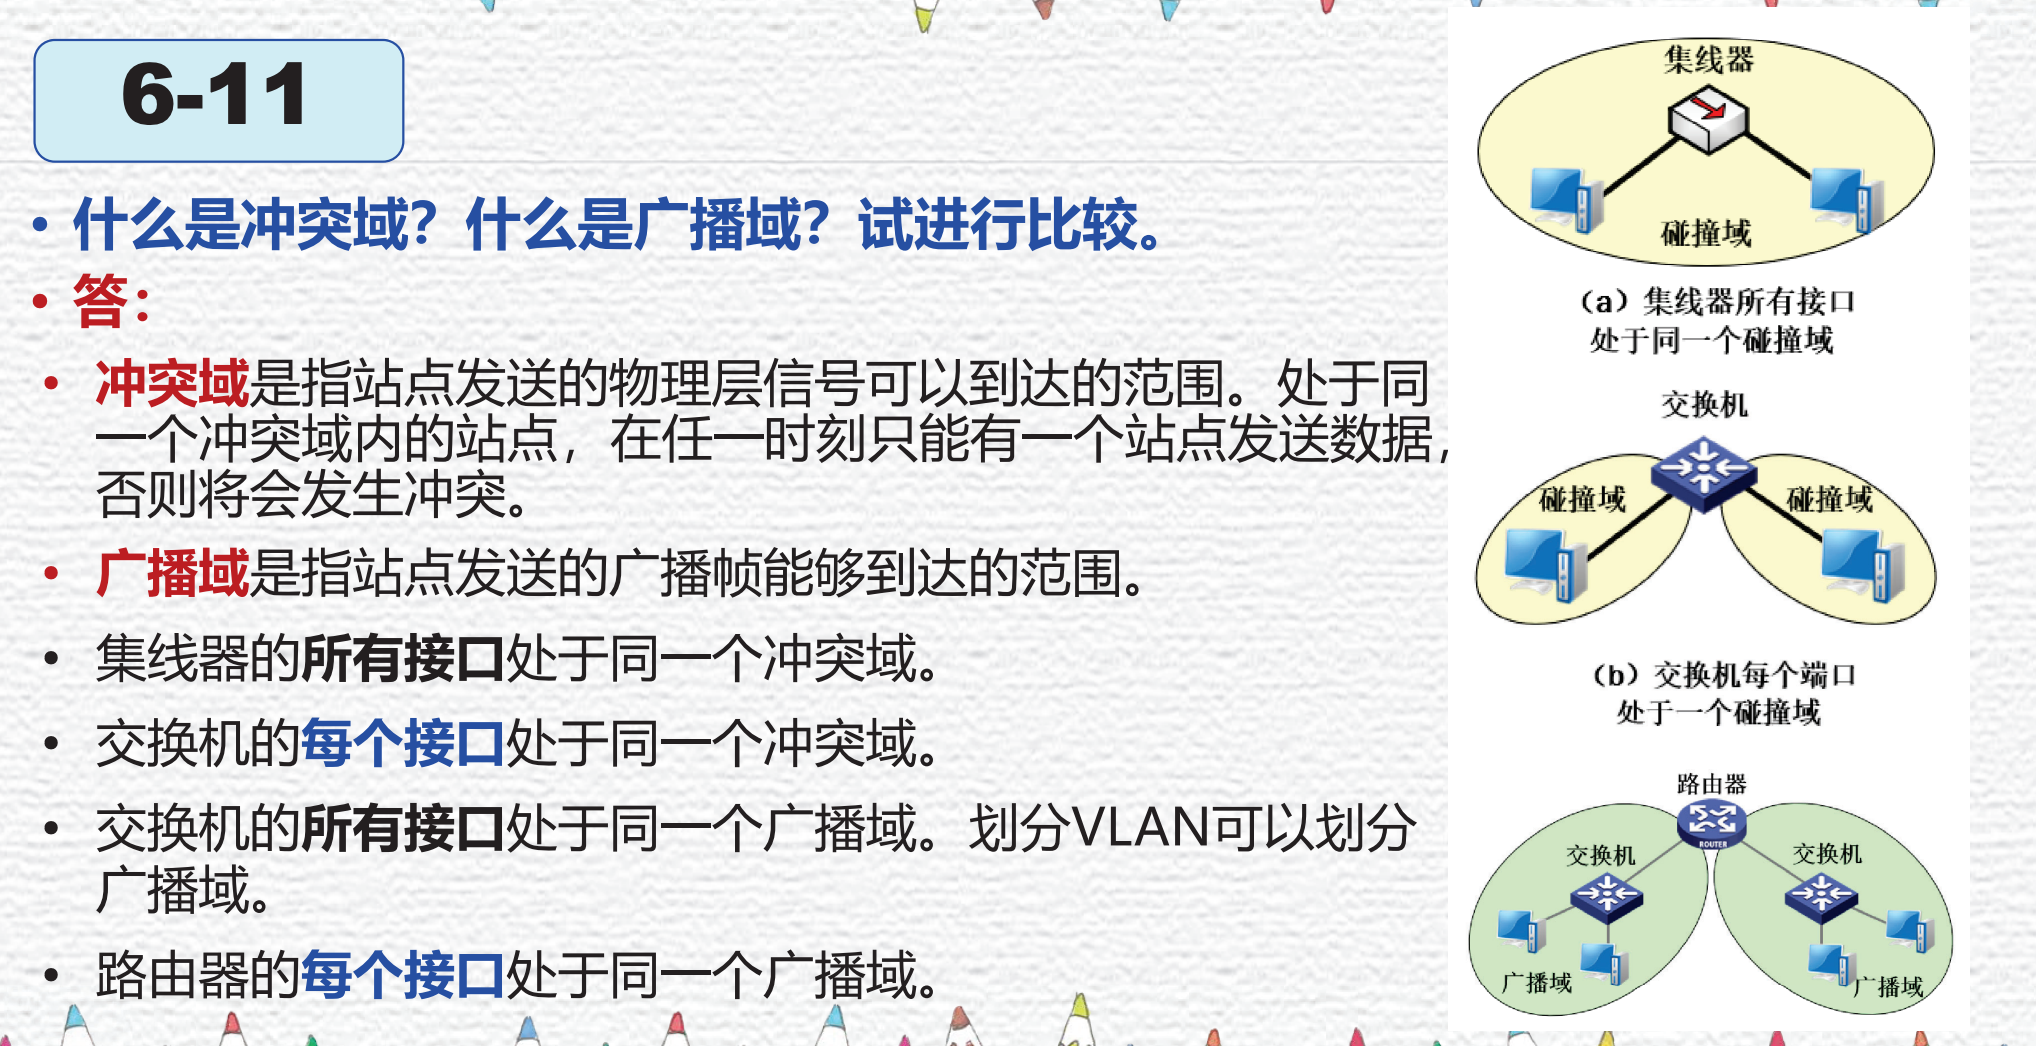 6-11
• 什么是冲突域？什么是广播域？试进行比较。
• 答：
• 冲突域是指站点发送的物理层信号可以到达的范围。处于同
一个冲突域内的站点，在任一时刻只能有一个站点发送数据，
否则将会发生冲突。
• 广播域是指站点发送的广播帧能够到达的范围。
• 集线器的所有接口处于同一个冲突域。
• 交换机的每个接口处于同一个冲突域。
• 交换机的所有接口处于同一个广播域。划分VLAN可以划分
广播域。
• 路由器的每个接口处于同一个广播域。
集线器
碰撞域
（a）集线器所有接口
处于同一个碰撞域
交换机
碰撞域
碰撞域
（b）交换机每个端口
处于一个碰撞域
路由器
ROUTER
交换机
交换机
广播域
广播域